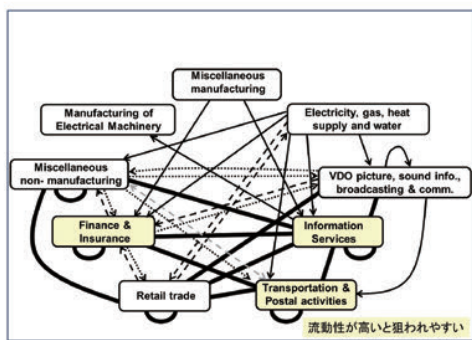 Miscellaneous
manufacturing
Manufacturing of
Electrical Machinery
Electricity, gas, heat
supply and water
Miscellaneous
non- manufacturing
VDO picture, sound info.,
broadcasting & comm.
Finance &
Insurance
Information
Services
Retail trade
Transportation &
Postal activities
流動性が高いと狙われやすい